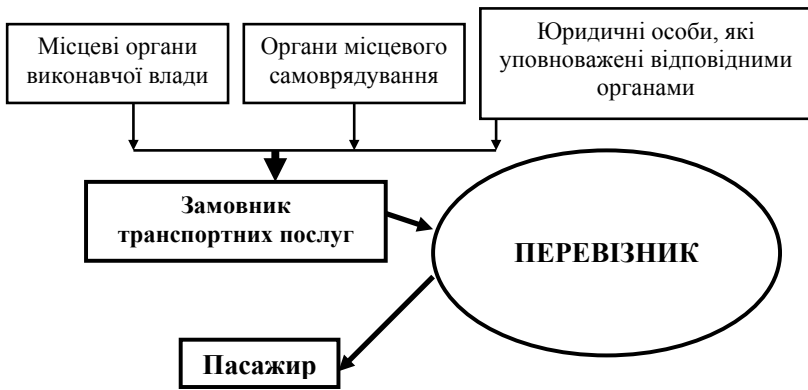 Місцеві органи
виконавчої влади
Органи місцевого
самоврядування
Юридичні особи, які
уповноважені відповідними
органами
Замовник
транспортних послуг
ПЕРЕВІЗНИК
Пасажир